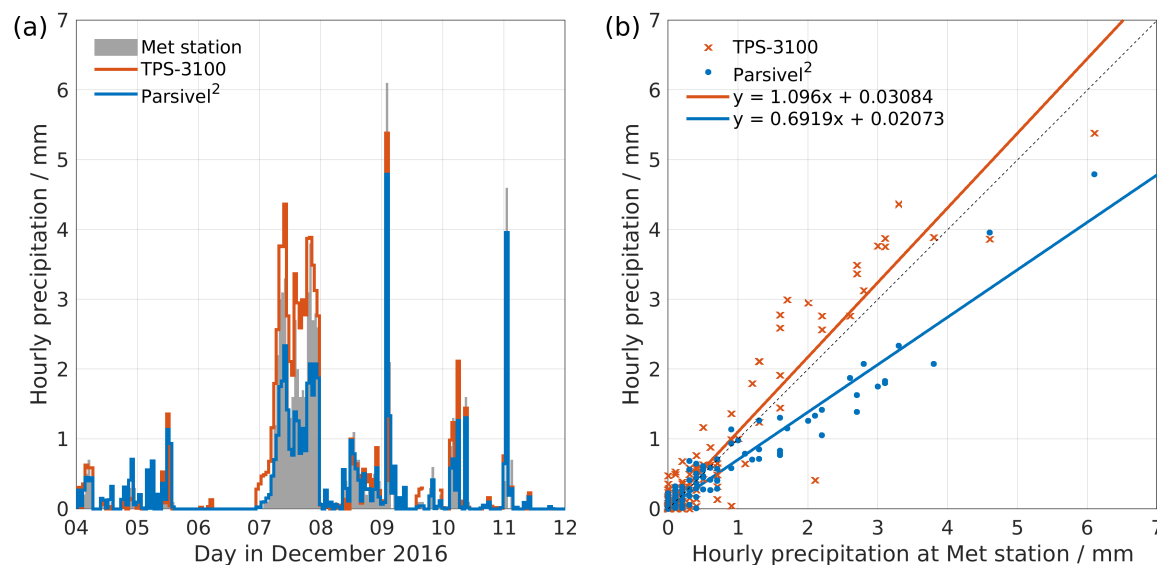 (a)
7
6
5
4
3
2
1
0
Hourly precipitation / mm
Met station
TPS-3100
Parsivel²
04 05 06 07 08 09 10 11 12
Day in December 2016
(b)
7
6
5
4
3
2
1
0
Hourly precipitation / mm
TPS-3100
Parsivel²
y = 1.096x + 0.03084
y = 0.6919x + 0.02073
0 1 2 3 4 5 6 7
Hourly precipitation at Met station / mm